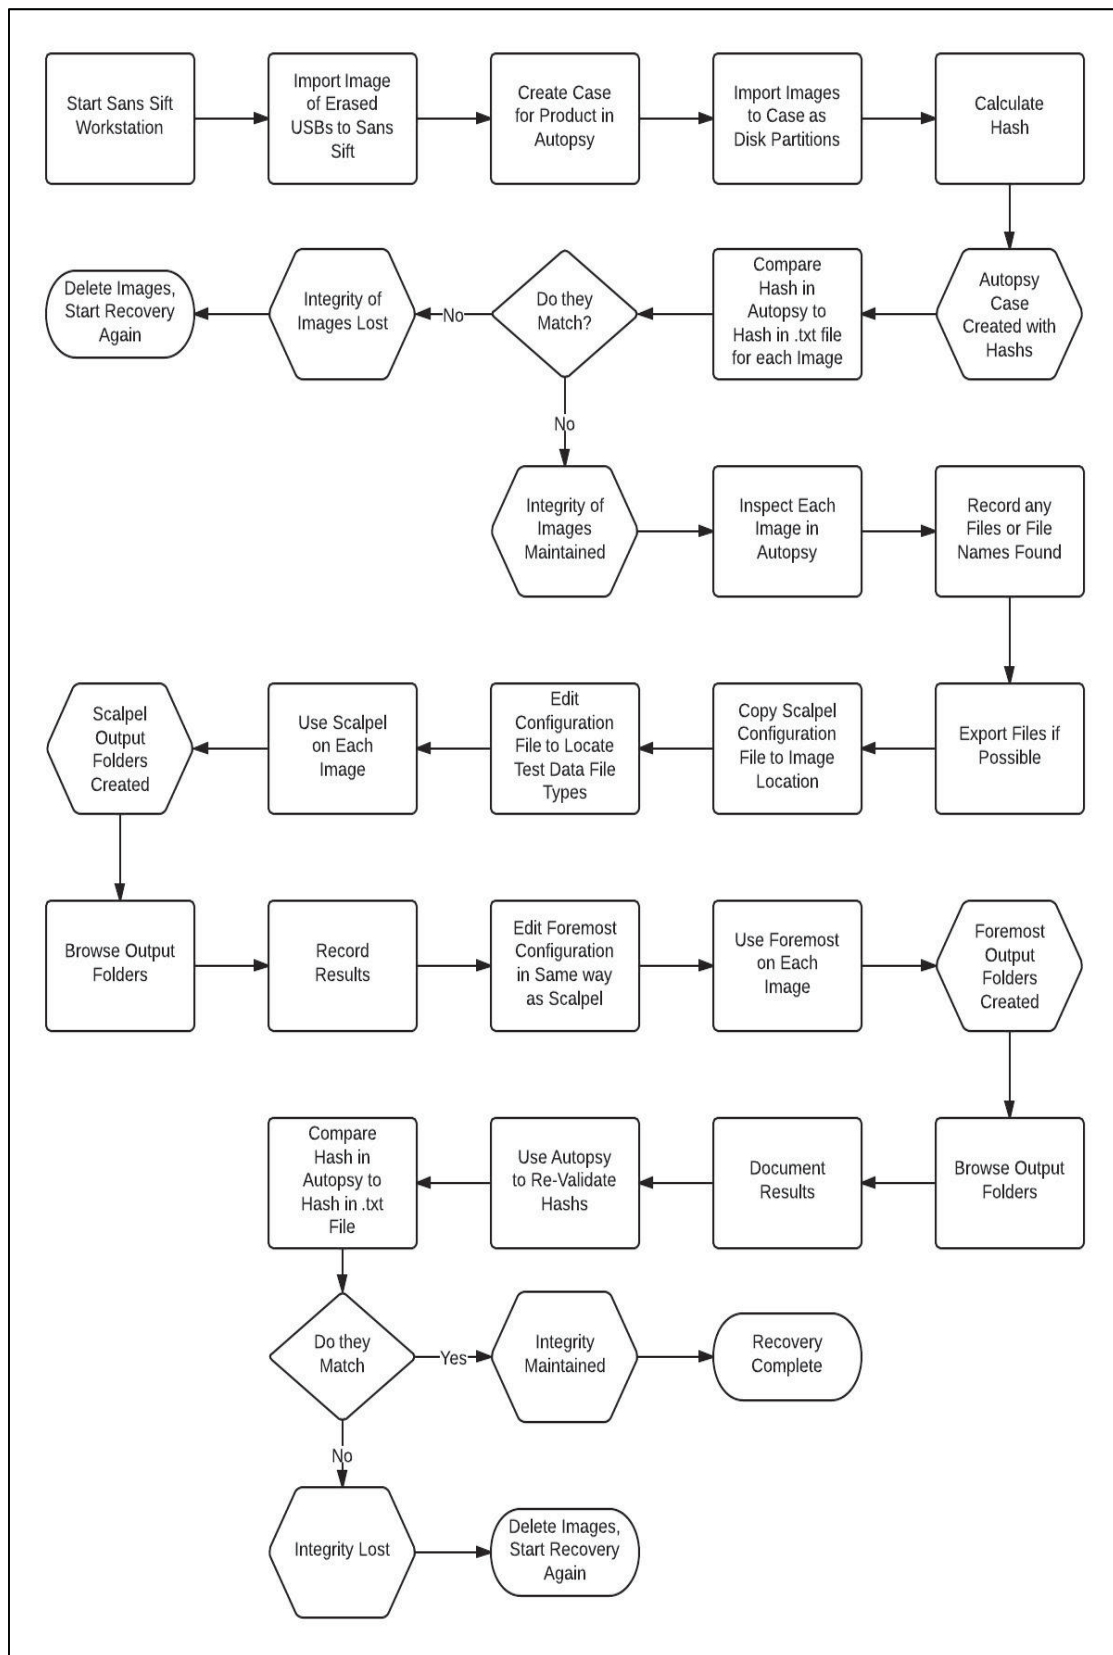 Start Sans Sift
Workstation
Import Image
of Erased
USBs to Sans
Sift
Create Case
for Product in
Autopsy
Import Images
to Case as
Disk Partitions
Calculate
Hash
Autopsy
Case
Created with
Hashs
Compare
Hash in
Autopsy to
Hash in .txt file
for each Image
Do they
Match?
No
Integrity of
Images Lost
Delete Images,
Start Recovery
Again
No
Integrity of
Images
Maintained
Inspect Each
Image in
Autopsy
Record any
Files or File
Names Found
Export Files if
Possible
Copy Scalpel
Configuration
File to Image
Location
Edit
Configuration
File to Locate
Test Data File
Types
Use Scalpel
on Each
Image
Scalpel
Output
Folders
Created
Browse Output
Folders
Record
Results
Edit Foremost
Configuration
in Same way
as Scalpel
Use Foremost
on Each
Image
Foremost
Output
Folders
Created
Browse Output
Folders
Document
Results
Use Autopsy
to Re-Validate
Hashs
Compare
Hash in
Autopsy to
Hash in .txt
File
Do they
Match
Yes
Integrity
Maintained
Recovery
Complete
No
Integrity Lost
Delete Images,
Start Recovery
Again